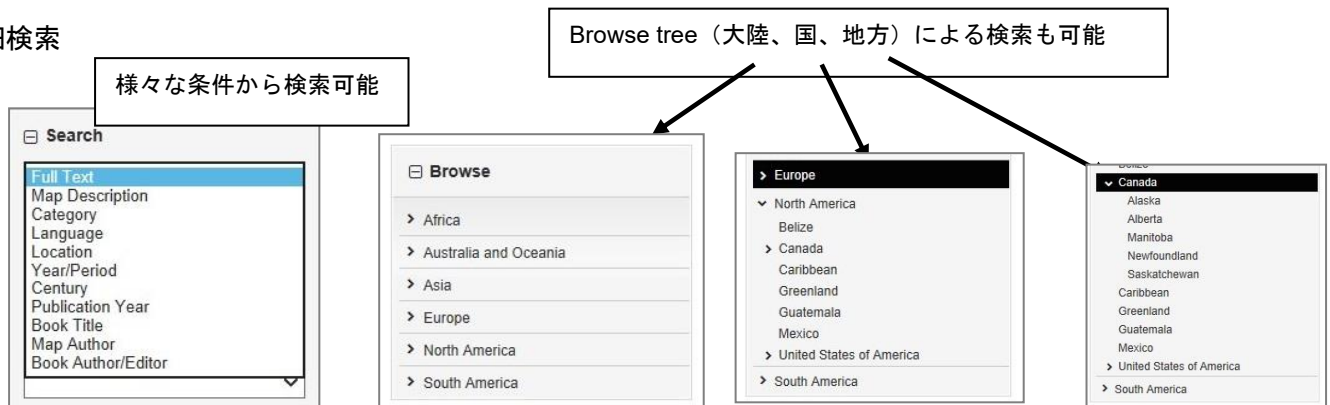 検索
Browse tree（大陸、国、地方）による検索も可能
様々な条件から検索可能
Search
Full Text
Map Description
Category
Language
Location
Year/Period
Century
Publication Year
Book Title
Map Author
Book Author/Editor
Browse
Africa
Australia and Oceania
Asia
Europe
North America
South America
Europe
North America
Belize
Canada
Caribbean
Greenland
Guatemala
Mexico
United States of America
South America
Canada
Alaska
Alberta
Manitoba
Newfoundland
Saskatchewan
Caribbean
Greenland
Guatemala
Mexico
United States of America
South America